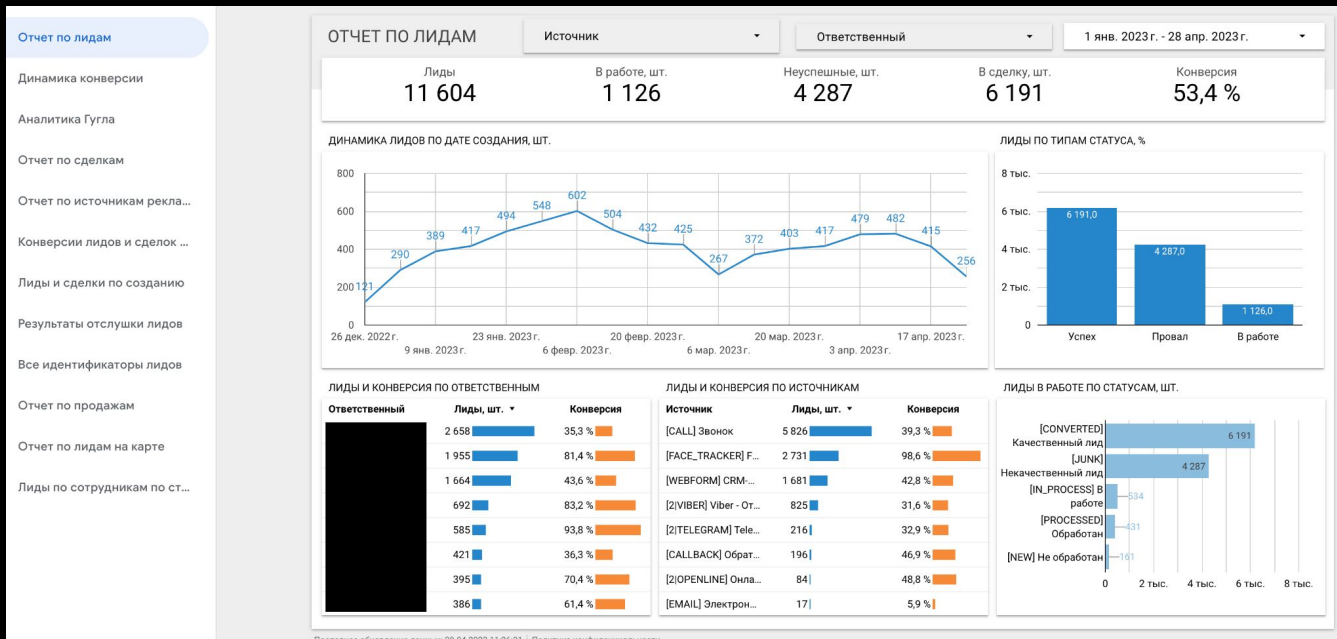 Отчет по лидам
Динамика конверсии
Аналитика Гугла
Отчет по сделкам
Отчет по источникам рекла...
Конверсии лидов и сделок ...
Лиды и сделки по созданию
Результаты отслушки лидов
Все идентификаторы лидов
Отчет по продажам
Отчет по лидам на карте
Лиды по сотрудникам по ст...
ОТЧЕТ ПО ЛИДАМ
Источник
Ответственный
1 янв. 2023 г. - 28 апр. 2023 г.
Лиды
11 604
В работе, шт.
1 126
Неуспешные, шт.
4 287
В сделку, шт.
6 191
Конверсия
53,4 %
ДИНАМИКА ЛИДОВ ПО ДАТЕ СОЗДАНИЯ, ШТ.
800
600
400
200
0
121
290
389
417
494
548
602
504
432
425
267
372
403
417
479
482
415
256
26 дек. 2022 г.
9 янв. 2023 г.
23 янв. 2023 г.
6 февр. 2023 г.
20 февр. 2023 г.
6 мар. 2023 г.
20 мар. 2023 г.
3 апр. 2023 г.
17 апр. 2023 г.
ЛИДЫ ПО ТИПАМ СТАТУСА, %
8 тыс.
6 тыс.
4 тыс.
2 тыс.
0
6 191,0
4 287,0
1 126,0
Успех
Провал
В работе
ЛИДЫ И КОНВЕРСИЯ ПО ОТВЕТСТВЕННЫМ
Ответственный Лиды, шт. Конверсия
2 658 35,3 %
1 955 81,4 %
1 664 43,6 %
692 83,2 %
585 93,8 %
421 36,3 %
395 70,4 %
386 61,4 %
ЛИДЫ И КОНВЕРСИЯ ПО ИСТОЧНИКАМ
Источник Лиды, шт. Конверсия
[CALL] Звонок 5 826 39,3 %
[FACE_TRACKER] F... 2 731 98,6 %
[WEBFORM] CRM-... 1 681 42,8 %
[2|VIBER] Viber - От... 825 31,6 %
[2|TELEGRAM] Tele... 216 32,9 %
[CALLBACK] Обрат... 196 46,9 %
[2|OPENLINE] Онла... 84 48,8 %
[EMAIL] Электрон... 17 5,9 %
ЛИДЫ В РАБОТЕ ПО СТАТУСАМ, ШТ.
[CONVERTED]
Качественный лид
6 191
[JUNK]
Некачественный лид
4 287
[IN_PROCESS] В
работе
534
[PROCESSED]
Обработан
431
[NEW] Не обработан
161
0
2 тыс.
4 тыс.
6 тыс.
8 тыс.